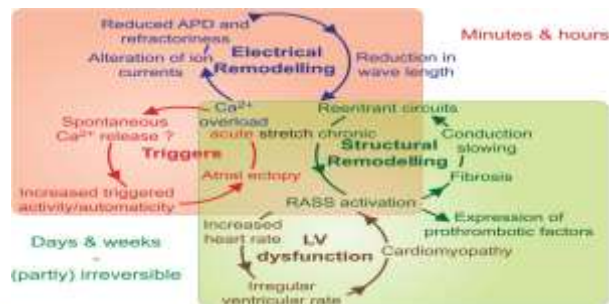 Reduced APD and
refractoriness
Electrical
Remodelling
Alteration of ion
currents
Reduction in
wave length
Minutes & hours
Ca2+
overload
Reentrant circuits
Spontaneous
Ca2+ release ?
acute stretch chronic
Triggers
Structural
Remodelling
Conduction
slowing
Atrial ectopy
Fibrosis
Increased triggered
activity/automaticity
RASS activation
Expression of
prothrombotic factors
Increased
heart rate
LV
dysfunction
Cardiomyopathy
Irregular
ventricular rate
Days & weeks
-
(partly) irreversible